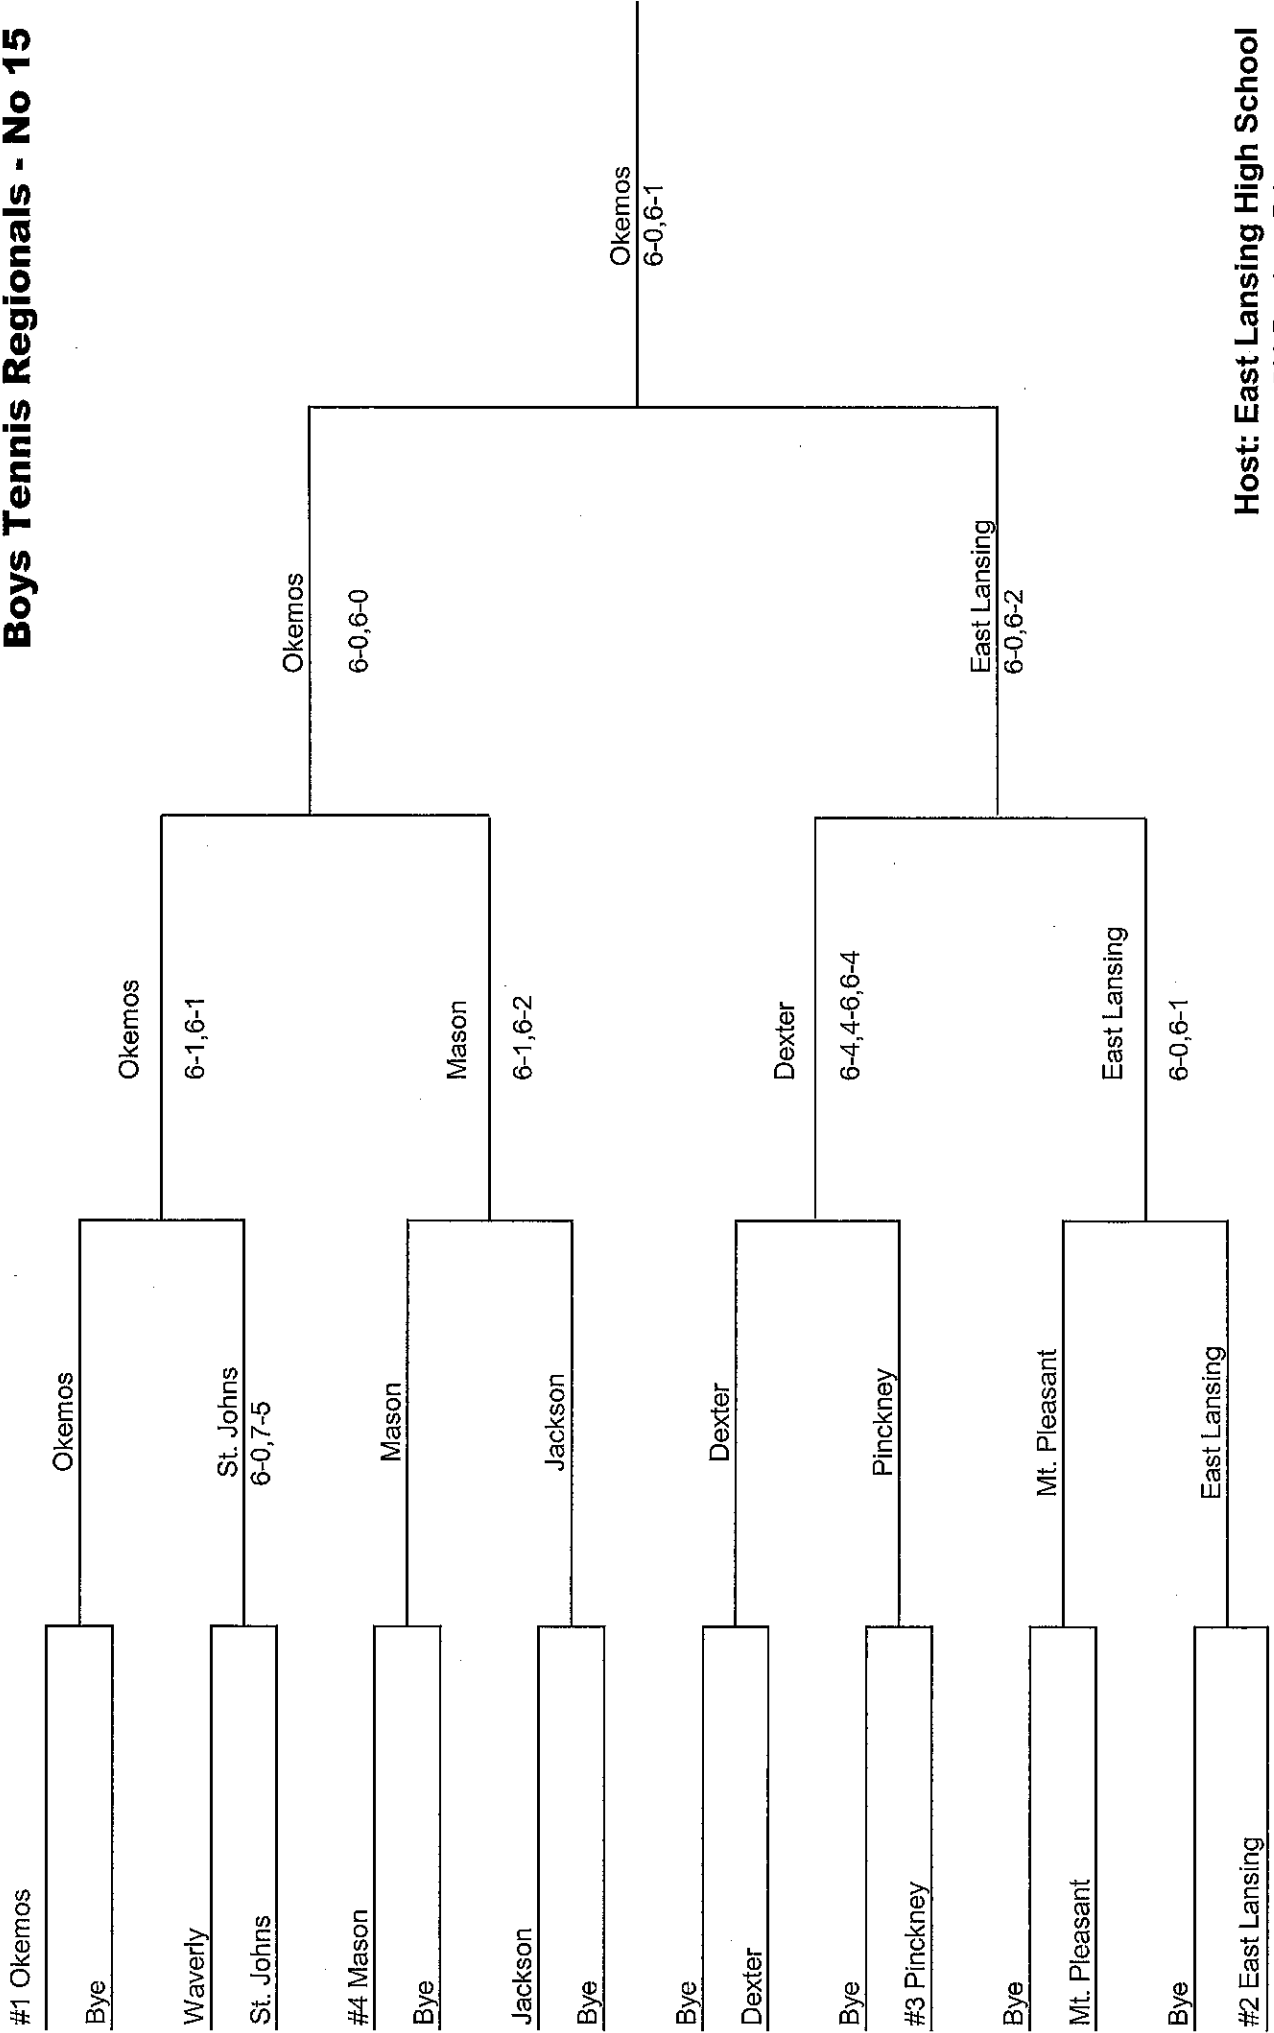 Boys Tennis Regionals - No 15
#1 Okemos
Bye
Waverly
St. Johns
#4 Mason
Bye
Jackson
Bye
Bye
Dexter
Bye
#3 Pinckney
Bye
Mt. Pleasant
Bye
#2 East Lansing
Okemos
St. Johns
6-0,7-5
Mason
Jackson
Dexter
Pinckney
Mt. Pleasant
East Lansing
Okemos
6-1,6-1
Mason
6-1,6-2
Dexter
6-4,4-6,6-4
East Lansing
6-0,6-1
Okemos
6-0,6-0
East Lansing
6-0,6-2
Okemos
6-0,6-1
Host: East Lansing High School